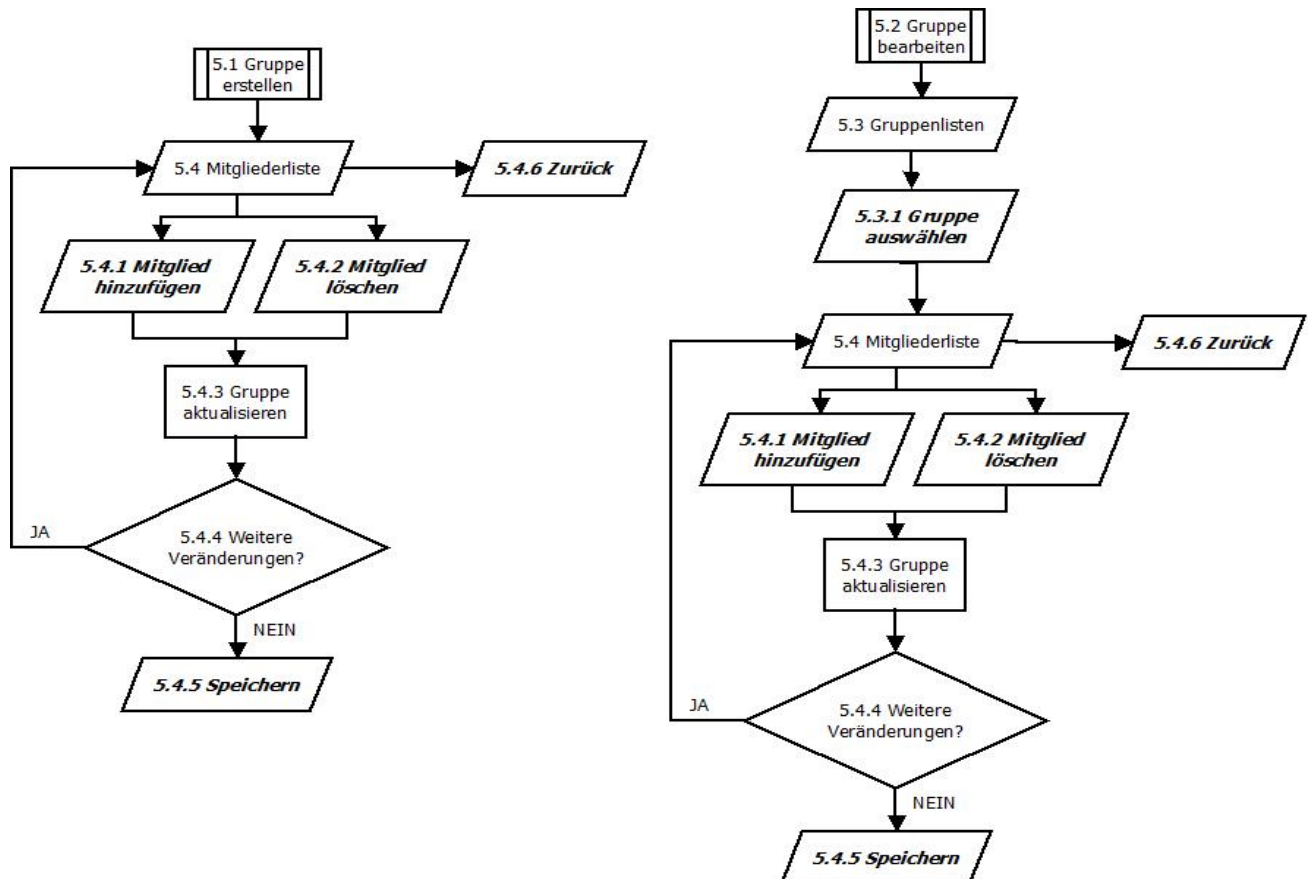 5.1 Gruppe
erstellen
5.4 Mitgliederliste
5.4.6 Zurück
5.4.1 Mitglied
hinzufügen
5.4.2 Mitglied
löschen
5.4.3 Gruppe
aktualisieren
5.4.4 Weitere
Veränderungen?
JA
NEIN
5.4.5 Speichern
5.2 Gruppe
bearbeiten
5.3 Gruppenlisten
5.3.1 Gruppe
auswählen
5.4 Mitgliederliste
5.4.6 Zurück
5.4.1 Mitglied
hinzufügen
5.4.2 Mitglied
löschen
5.4.3 Gruppe
aktualisieren
5.4.4 Weitere
Veränderungen?
JA
NEIN
5.4.5 Speichern